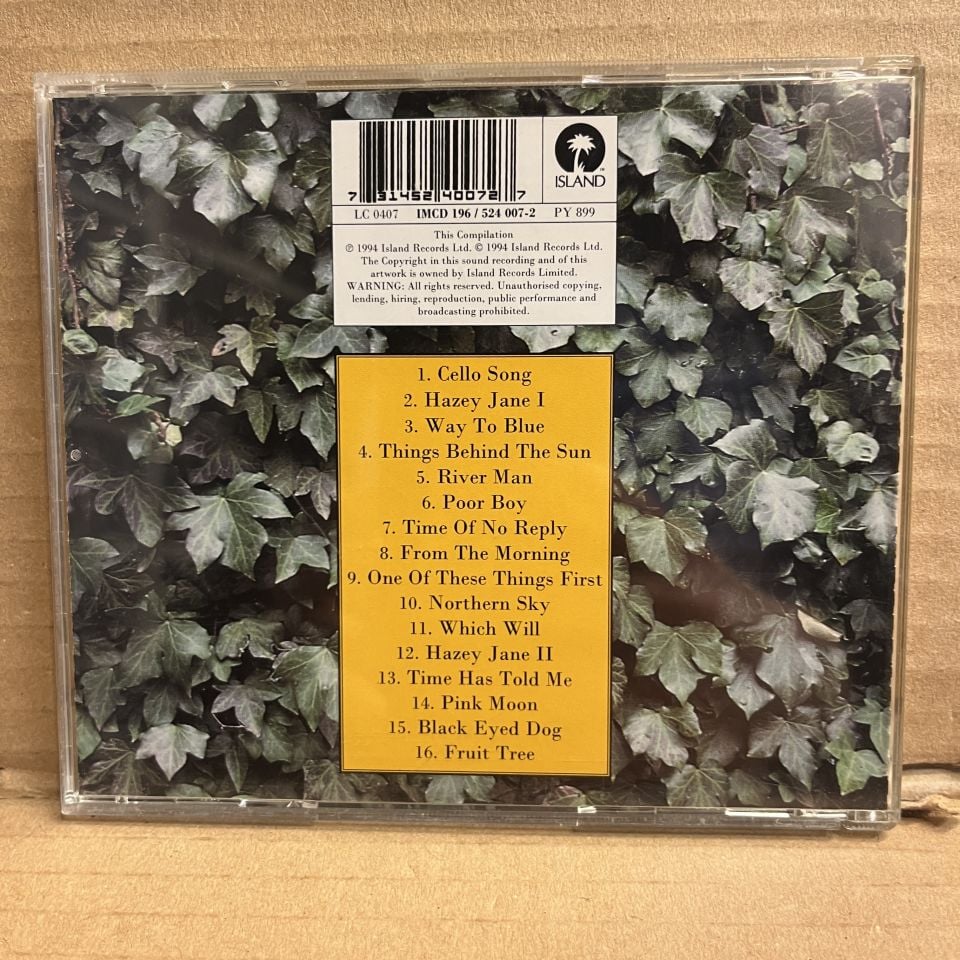 7 31452 40072 7
ISLAND
LC 0407 IMCD 196 / 524 007-2 PY 899
This Compilation
℗ 1994 Island Records Ltd. © 1994 Island Records Ltd.
The Copyright in this sound recording and of this
artwork is owned by Island Records Limited.
WARNING: All rights reserved. Unauthorised copying,
lending, hiring, reproduction, public performance and
broadcasting prohibited.
1. Cello Song
2. Hazey Jane I
3. Way To Blue
4. Things Behind The Sun
5. River Man
6. Poor Boy
7. Time Of No Reply
8. From The Morning
9. One Of These Things First
10. Northern Sky
11. Which Will
12. Hazey Jane II
13. Time Has Told Me
14. Pink Moon
15. Black Eyed Dog
16. Fruit Tree